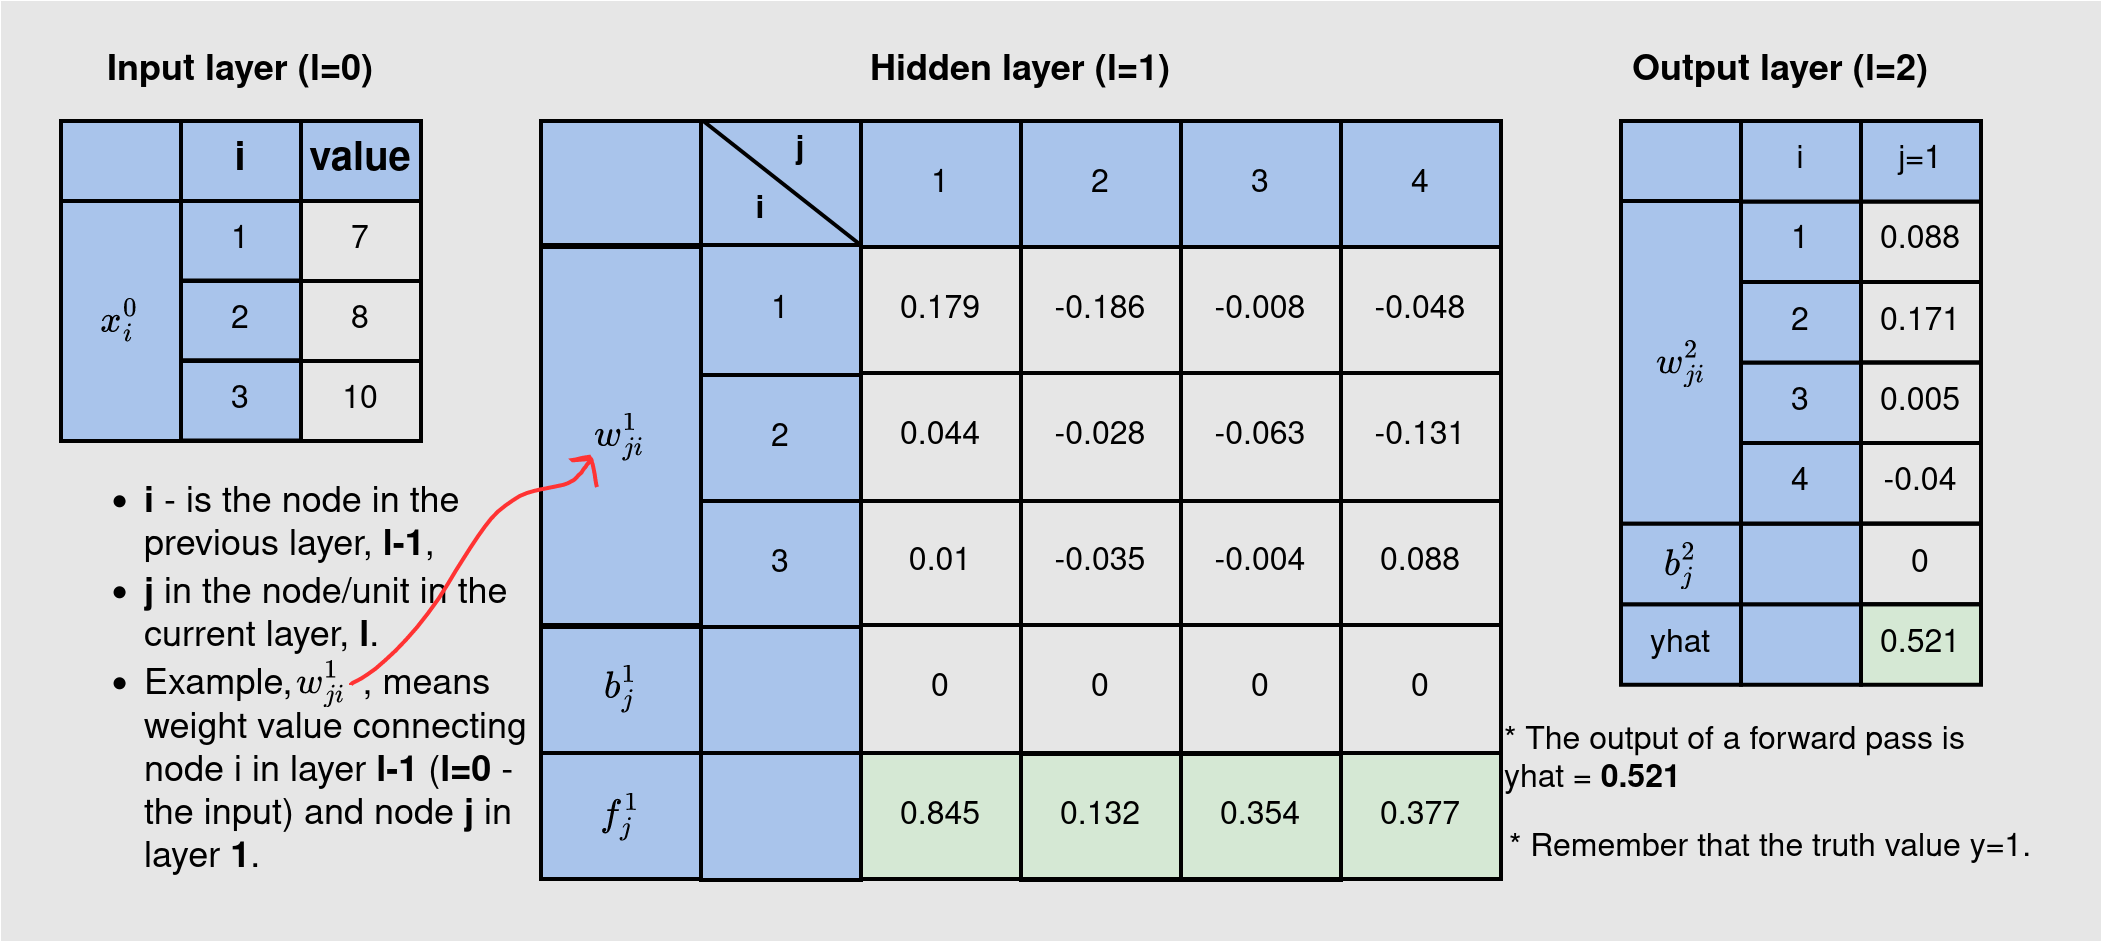 Input layer (l=0)
i value
x_i^0
1 7
2 8
3 10
• i - is the node in the
previous layer, l-1,
• j in the node/unit in the
current layer, l.
• Example, w_{ji}^1 , means
weight value connecting
node i in layer l-1 (l=0 -
the input) and node j in
layer 1.
Hidden layer (l=1)
j
i
1 2 3 4
w_{ji}^1
1 0.179 -0.186 -0.008 -0.048
2 0.044 -0.028 -0.063 -0.131
3 0.01 -0.035 -0.004 0.088
b_j^1 0 0 0 0
f_j^1 0.845 0.132 0.354 0.377
Output layer (l=2)
i j=1
w_{ji}^2
1 0.088
2 0.171
3 0.005
4 -0.04
b_j^2 0
yhat 0.521
* The output of a forward pass is
yhat = 0.521
* Remember that the truth value y=1.